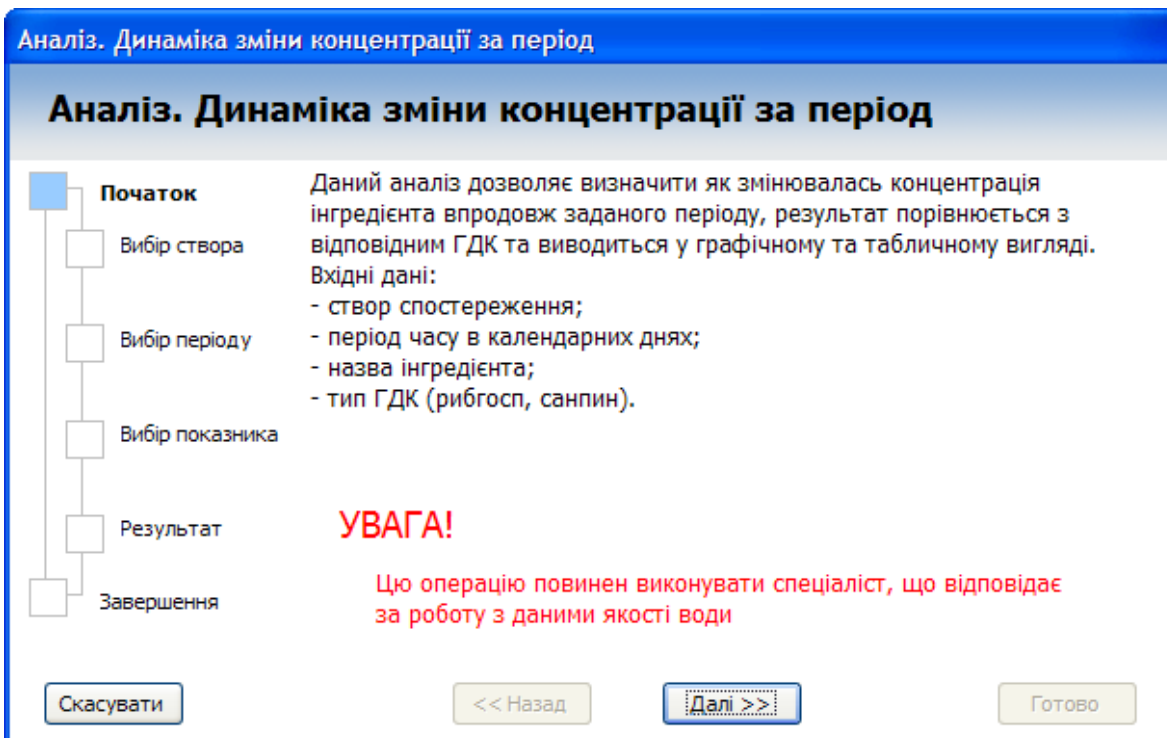 Аналіз. Динаміка зміни концентрації за період
Аналіз. Динаміка зміни концентрації за період
Початок
Вибір створа
Вибір періоду
Вибір показника
Результат
Завершення
Даний аналіз дозволяє визначити як змінювалась концентрація
інгредієнта впродовж заданого періоду, результат порівнюється з
відповідним ГДК та виводиться у графічному та табличному вигляді.
Вхідні дані:
- створ спостереження;
- період часу в календарних днях;
- назва інгредієнта;
- тип ГДК (рибгосп, санпин).
УВАГА!
Цю операцію повинен виконувати спеціаліст, що відповідає
за роботу з даними якості води
Скасувати
<< Назад
Далі >>
Готово